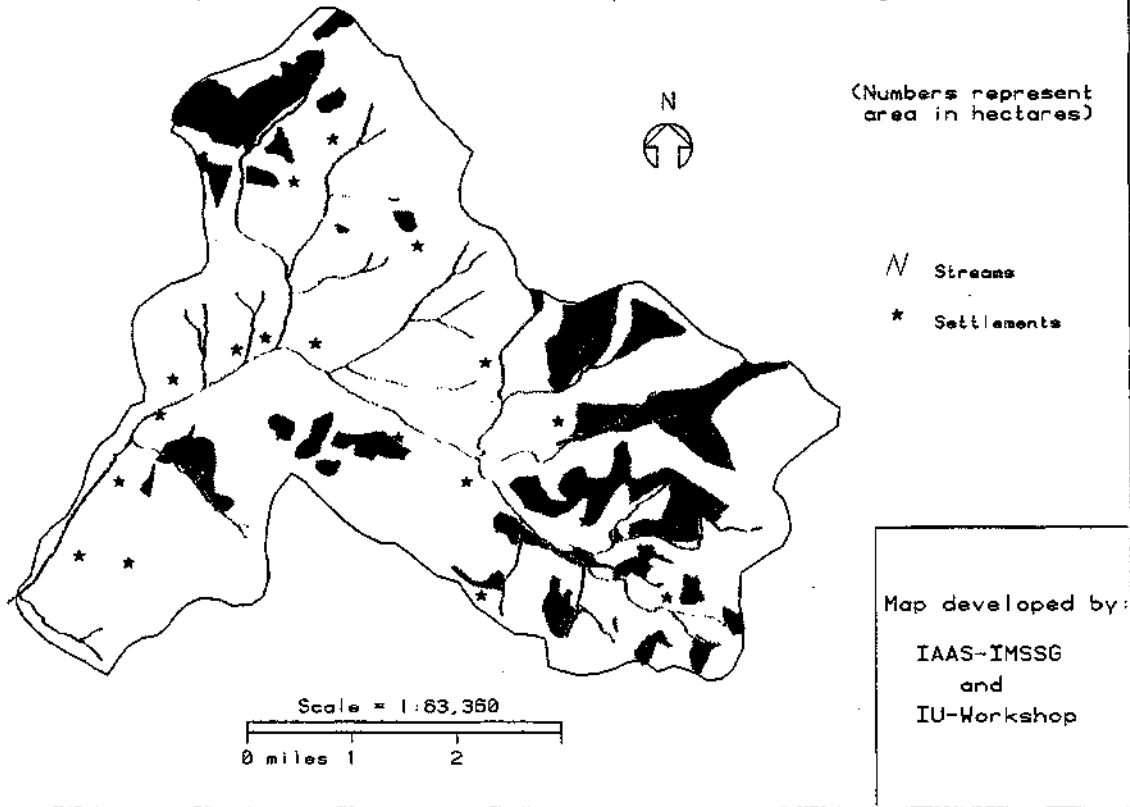 N
(Numbers represent
area in hectares)
N Streams
* Settlements
Map developed by:
IAAS-IMSSG
and
IU-Workshop
Scale = 1:63,360
0 miles 1 2